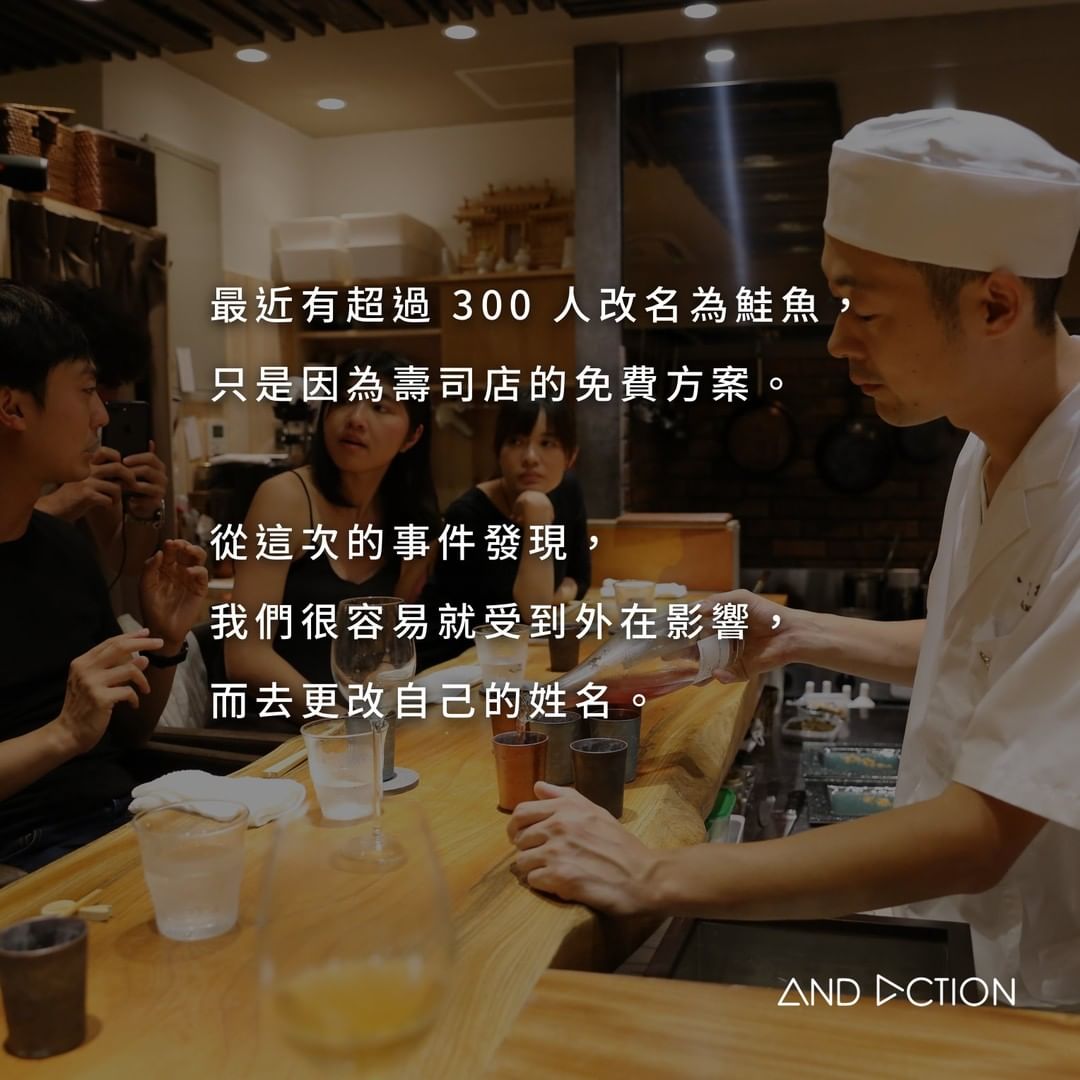 最近有超過 300 人改名為鮭魚，
只是因為壽司店的免費方案。
從這次的事件發現，
我們很容易就受到外在影響，
而去更改自己的姓名。
AND ACTION